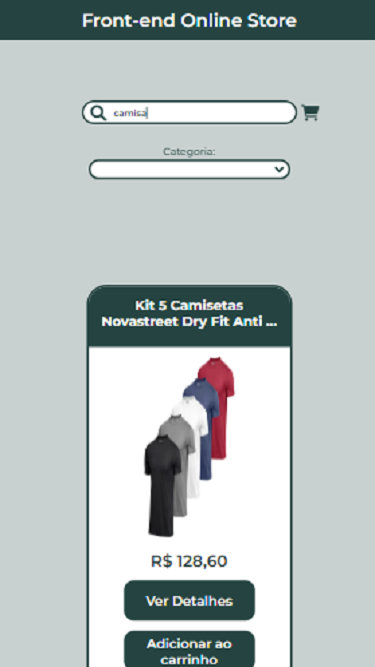 Front-end Online Store
camisa
Categoria:
Kit 5 Camisetas
Novastreet Dry Fit Anti ...
R$ 128,60
Ver Detalhes
Adicionar ao
carrinho